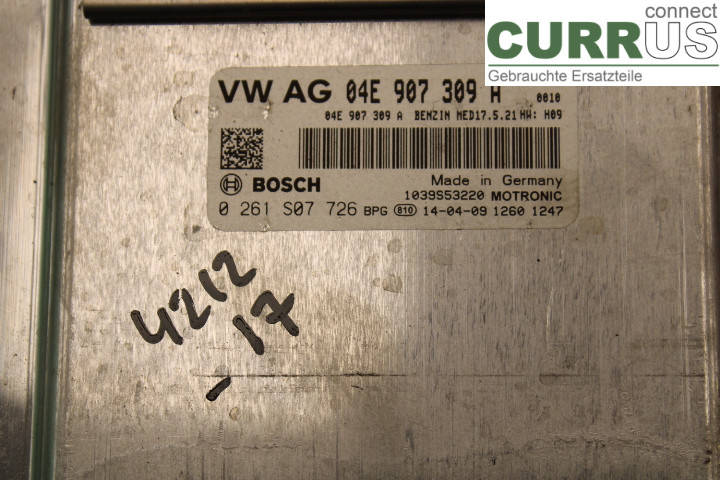 connect
CURRUS
Gebrauchte Ersatzteile
VW AG 04E 907 309 H 0010
04E 907 309 A BENZIN MED17.5.21 HW: H09
BOSCH
Made in Germany
1039S53220 MOTRONIC
0 261 S07 726 BPG 810 14-04-09 1260 1247
4212
-17
-